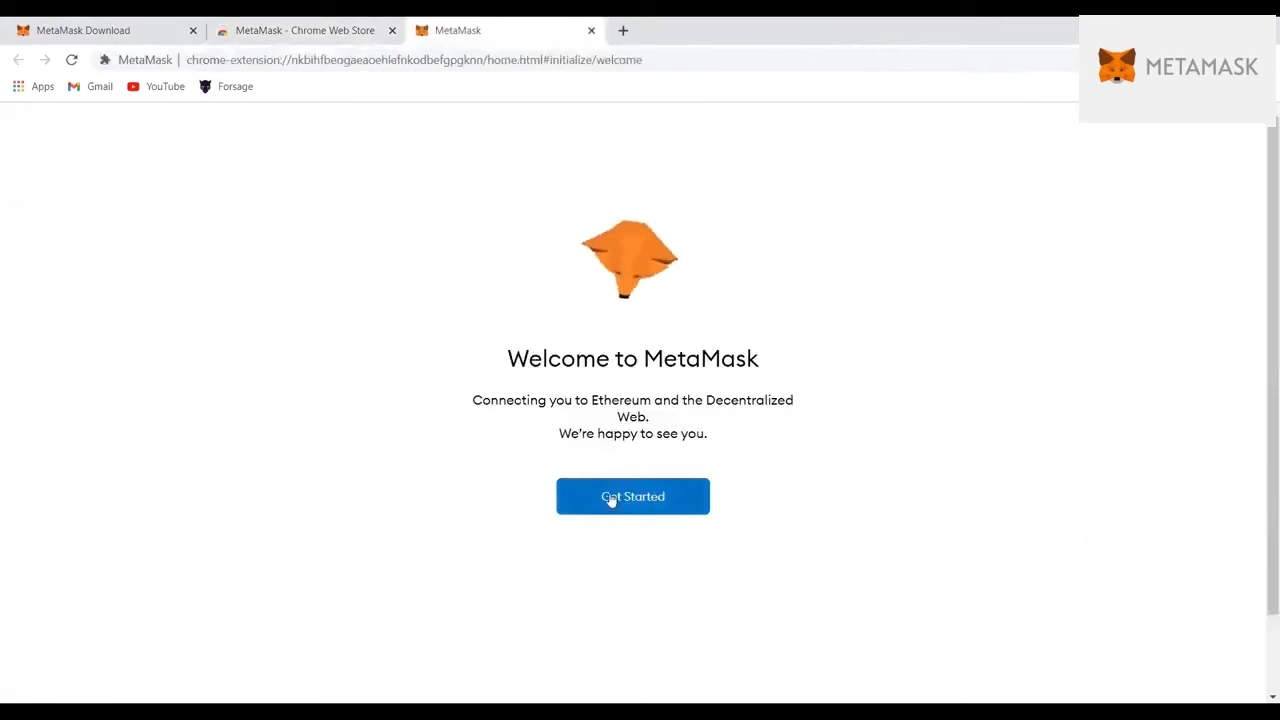 MetaMask Download
MetaMask - Chrome Web Store
MetaMask
MetaMask | chrome-extension://nkbihfbeogaeaoehlefnkodbefgpgknn/home.html#initialize/welcome
Apps
Gmail
YouTube
Forsage
METAMASK
Welcome to MetaMask
Connecting you to Ethereum and the Decentralized
Web.
We're happy to see you.
Get Started